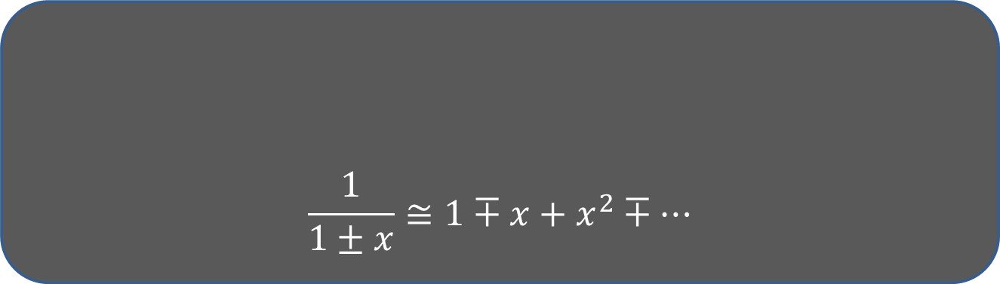 1/(1 ± x) ≅ 1 ∓ x + x² ∓ ⋯